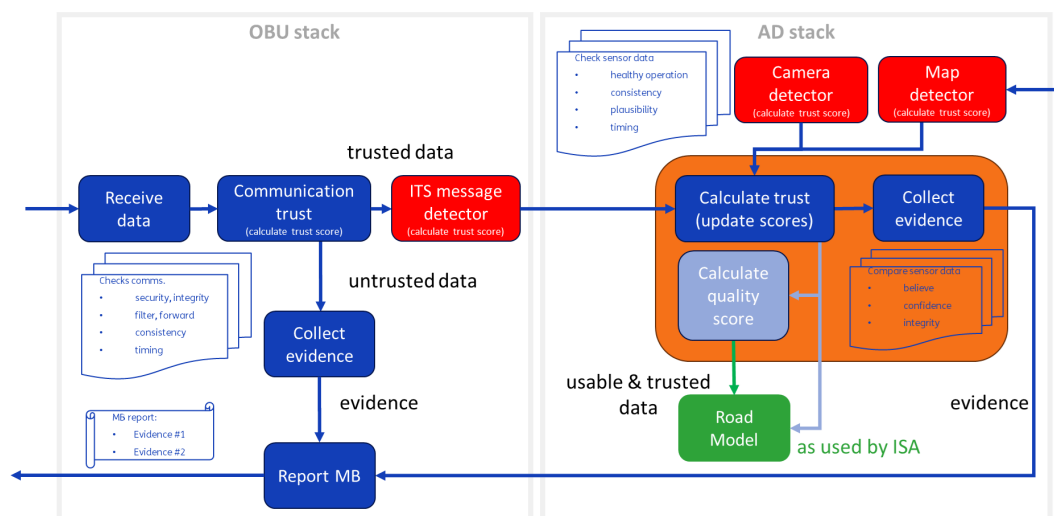 OBU stack
AD stack
Check sensor data
• healthy operation
• consistency
• plausibility
• timing
Camera
detector
(calculate trust score)
Map
detector
(calculate trust score)
trusted data
Receive
data
Communication
trust
(calculate trust score)
ITS message
detector
(calculate trust score)
Calculate trust
(update scores)
Collect
evidence
Checks comms.
• security, integrity
• filter, forward
• consistency
• timing
untrusted data
Calculate
quality
score
Compare sensor data
• believe
• confidence
• integrity
Collect
evidence
usable & trusted
data
evidence
evidence
MB report:
• Evidence #1
• Evidence #2
Road
Model
as used by ISA
Report MB